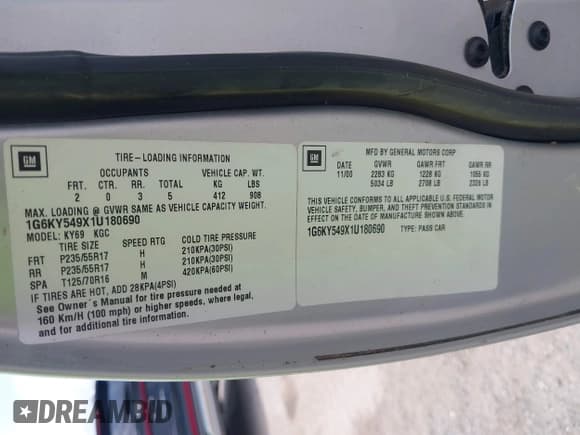 GM
TIRE-LOADING INFORMATION
OCCUPANTS VEHICLE CAP. WT.
FRT. CTR. RR. TOTAL KG LBS
2 0 3 5 412 908
MAX. LOADING @ GVWR SAME AS VEHICLE CAPACITY WEIGHT.
1G6KY549X1U180690
MODEL: KY69 KGC
TIRE SIZE SPEED RTG COLD TIRE PRESSURE
FRT P235/55R17 H 210KPA(30PSI)
RR P235/55R17 H 210KPA(30PSI)
SPA T125/70R16 M 420KPA(60PSI)
IF TIRES ARE HOT, ADD 28KPA(4PSI)
See Owner's Manual for tire pressure needed at
160 Km/H (100 mph) or higher speeds, where legal,
and for additional tire information.
GM
MFD BY GENERAL MOTORS CORP
DATE GVWR GAWR FRT GAWR RR
11/00 2283 KG 1228 KG 1055 KG
5034 LB 2708 LB 2326 LB
THIS VEHICLE CONFORMS TO ALL APPLICABLE U.S. FEDERAL MOTOR
VEHICLE SAFETY, BUMPER, AND THEFT PREVENTION STANDARDS IN
EFFECT ON THE DATE OF MANUFACTURE SHOWN ABOVE.
1G6KY549X1U180690 TYPE: PASS CAR
DREAMBID